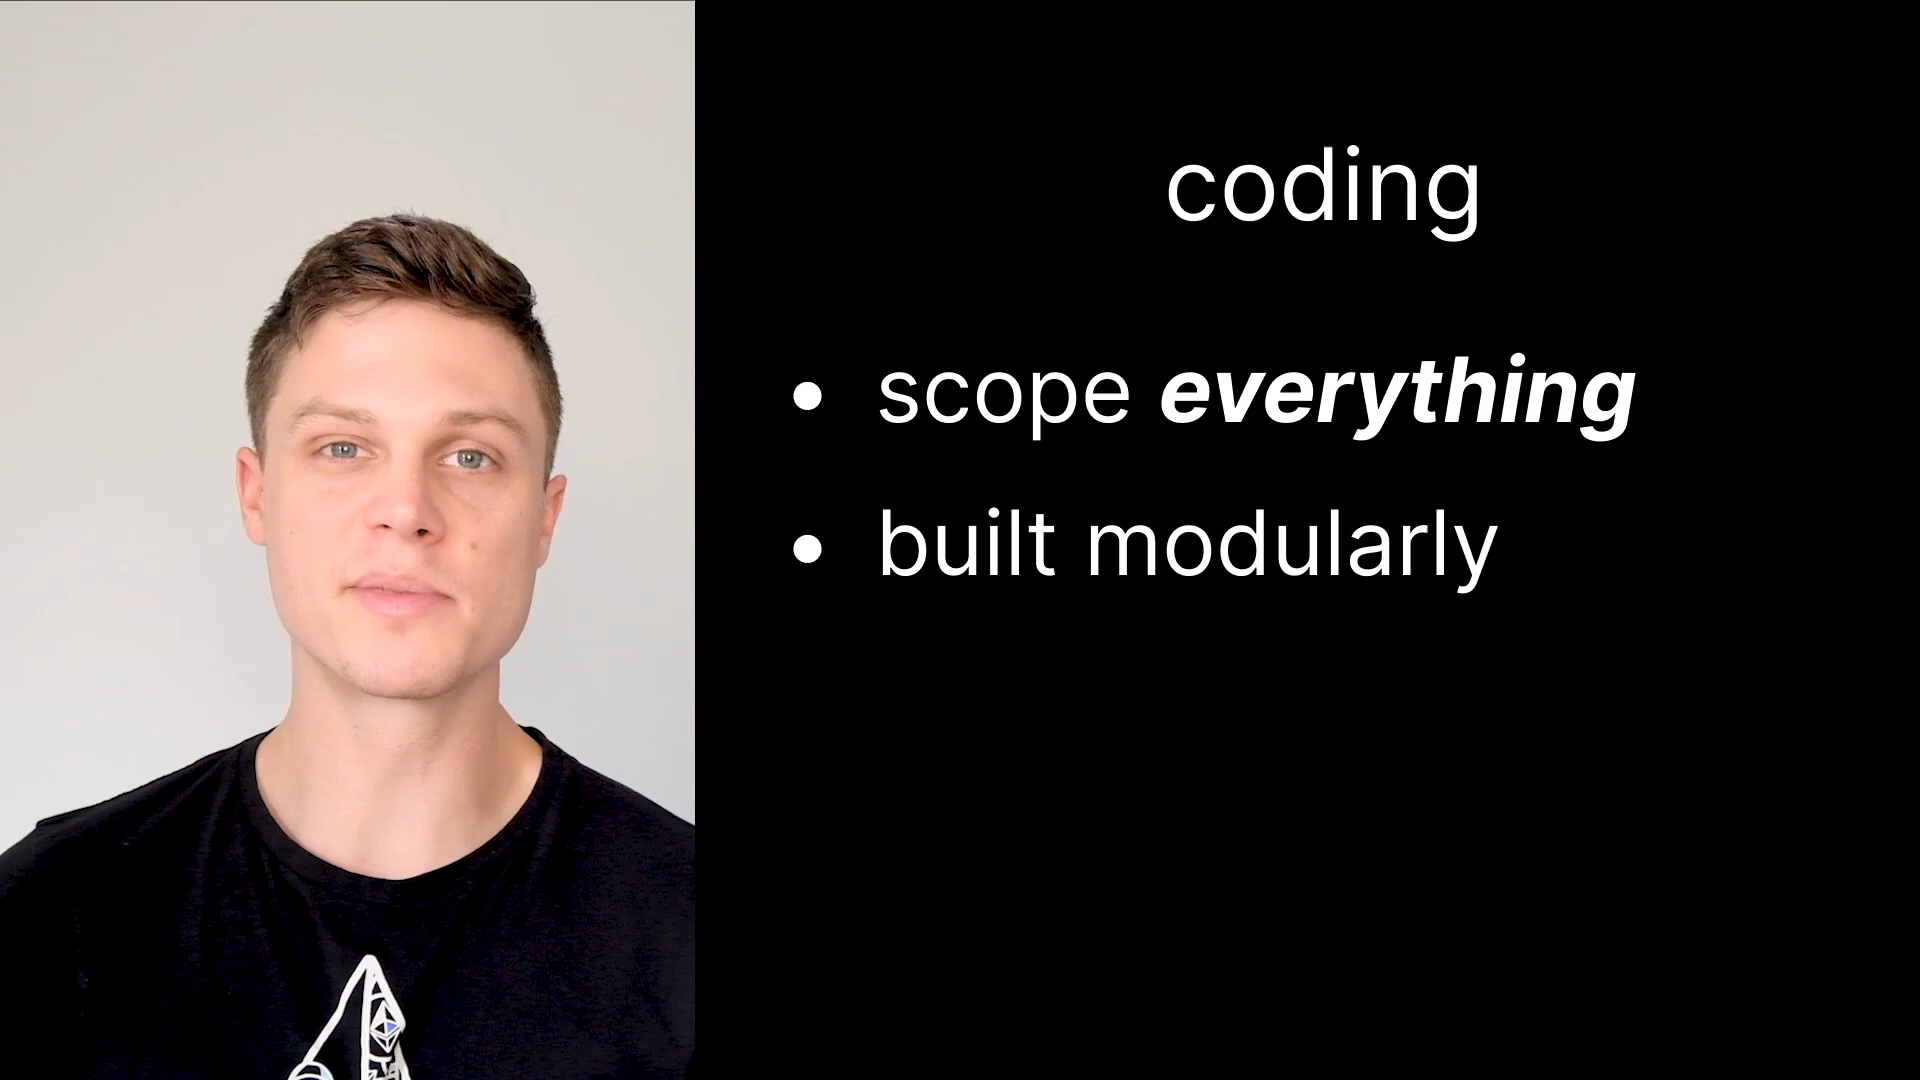 coding
• scope everything
• built modularly